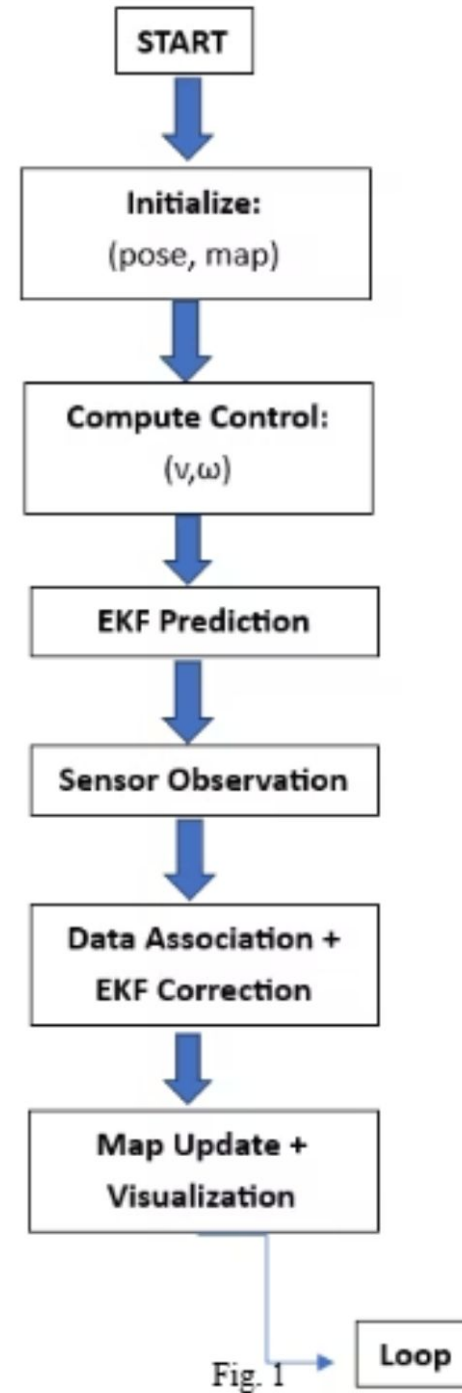 START
Initialize:
(pose, map)
Compute Control:
(v,ω)
EKF Prediction
Sensor Observation
Data Association +
EKF Correction
Map Update +
Visualization
Loop
Fig. 1